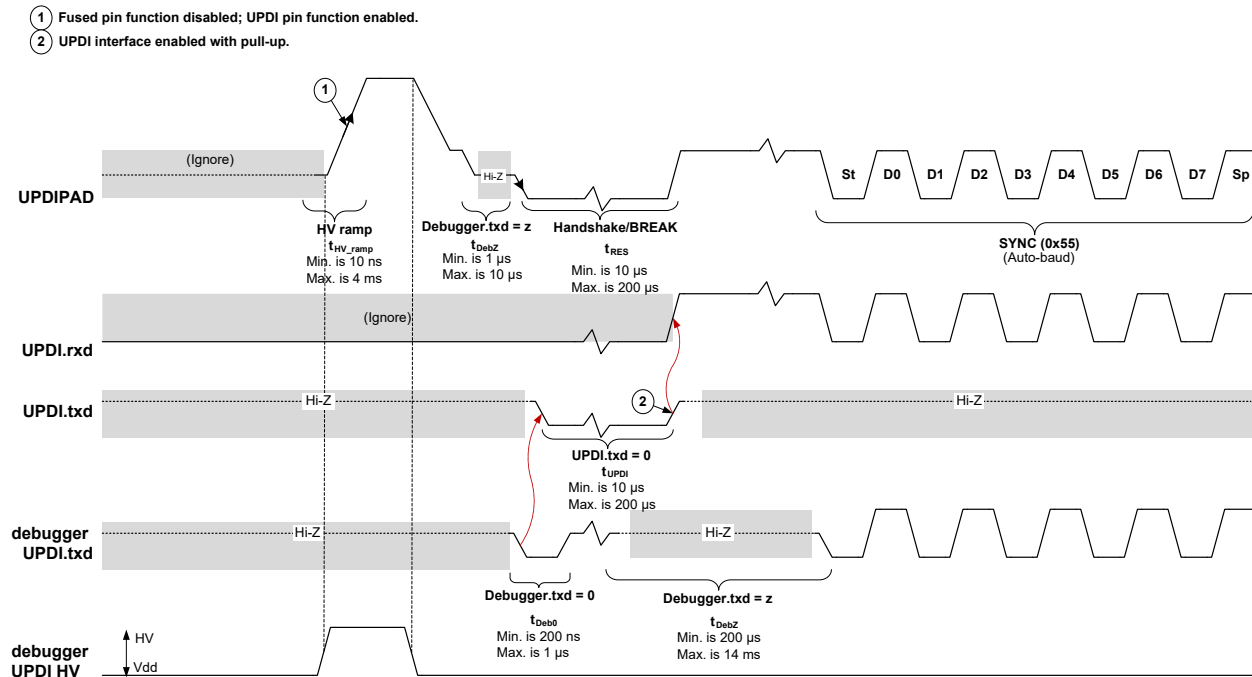 1 Fused pin function disabled; UPDI pin function enabled.
2 UPDI interface enabled with pull-up.
1
(Ignore)
UPDIPAD
Hi-Z
St D0 D1 D2 D3 D4 D5 D6 D7 Sp
HV ramp
tHV_ramp
Min. is 10 ns
Max. is 4 ms
Debugger.txd = z
tDebZ
Min. is 1 µs
Max. is 10 µs
Handshake/BREAK
tRES
Min. is 10 µs
Max. is 200 µs
SYNC (0x55)
(Auto-baud)
(Ignore)
UPDI.rxd
Hi-Z
2
Hi-Z
UPDI.txd
UPDI.txd = 0
tUPDI
Min. is 10 µs
Max. is 200 µs
Hi-Z
Hi-Z
debugger
UPDI.txd
Debugger.txd = 0
tDeb0
Min. is 200 ns
Max. is 1 µs
Debugger.txd = z
tDebZ
Min. is 200 µs
Max. is 14 ms
HV
Vdd
debugger
UPDI HV